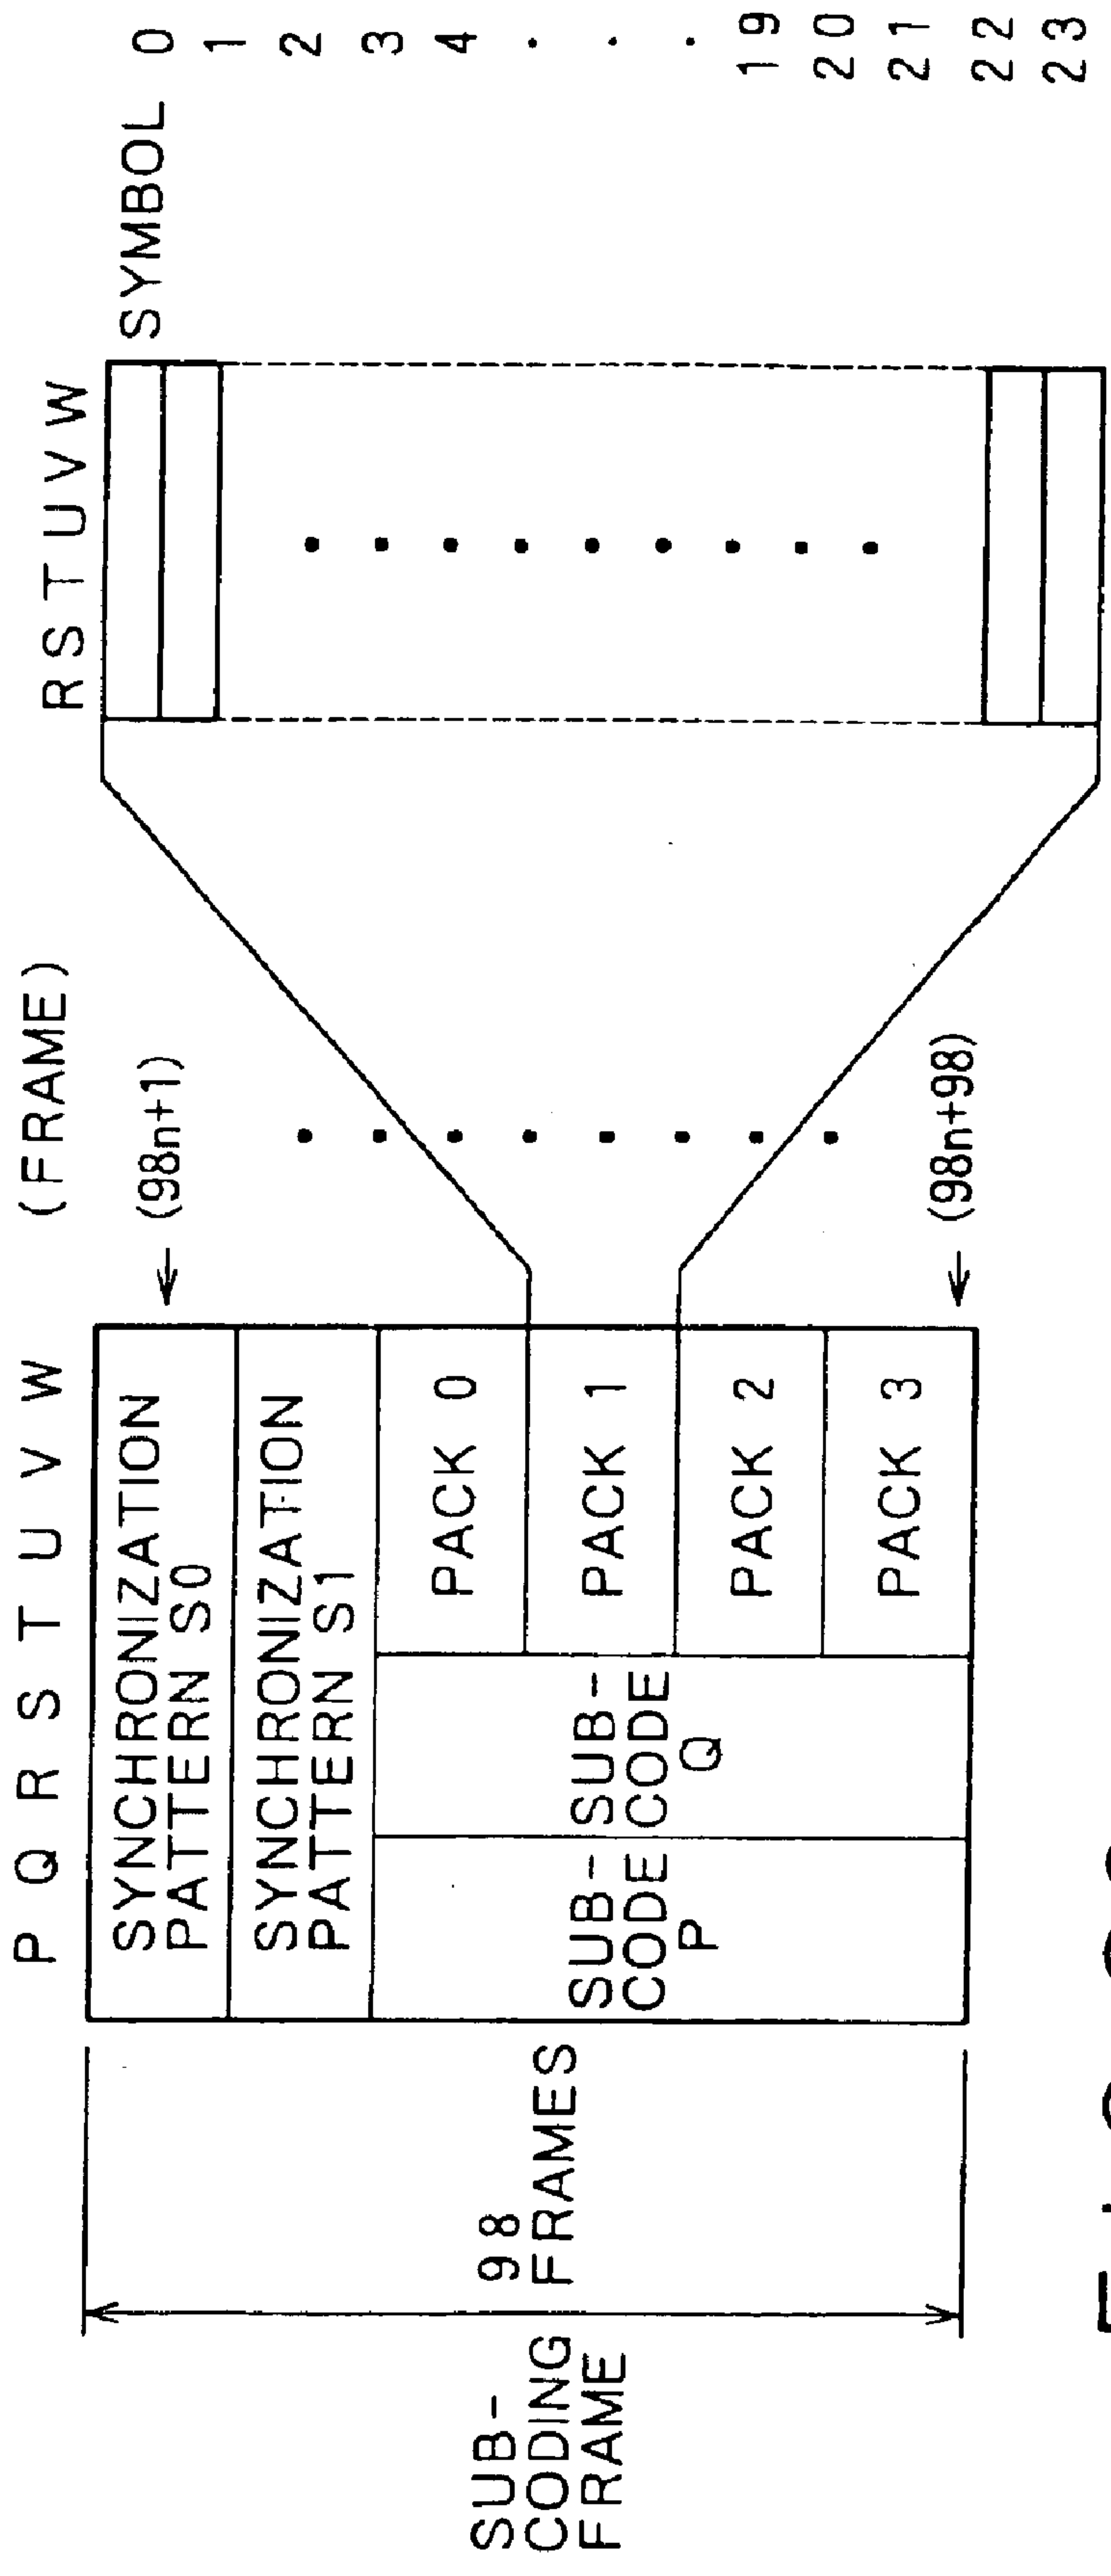 P Q R S T U V W
(FRAME)
R S T U V W
SYMBOL
SYNCHRONIZATION
PATTERN S0
← (98n+1)
SYNCHRONIZATION
PATTERN S1
SUB-
CODE
P
SUB-
CODE
Q
PACK 0
PACK 1
PACK 2
PACK 3
← (98n+98)
SUB-
CODING
FRAME
98
FRAMES
0
1
2
3
4
.
.
.
19
20
21
22
23